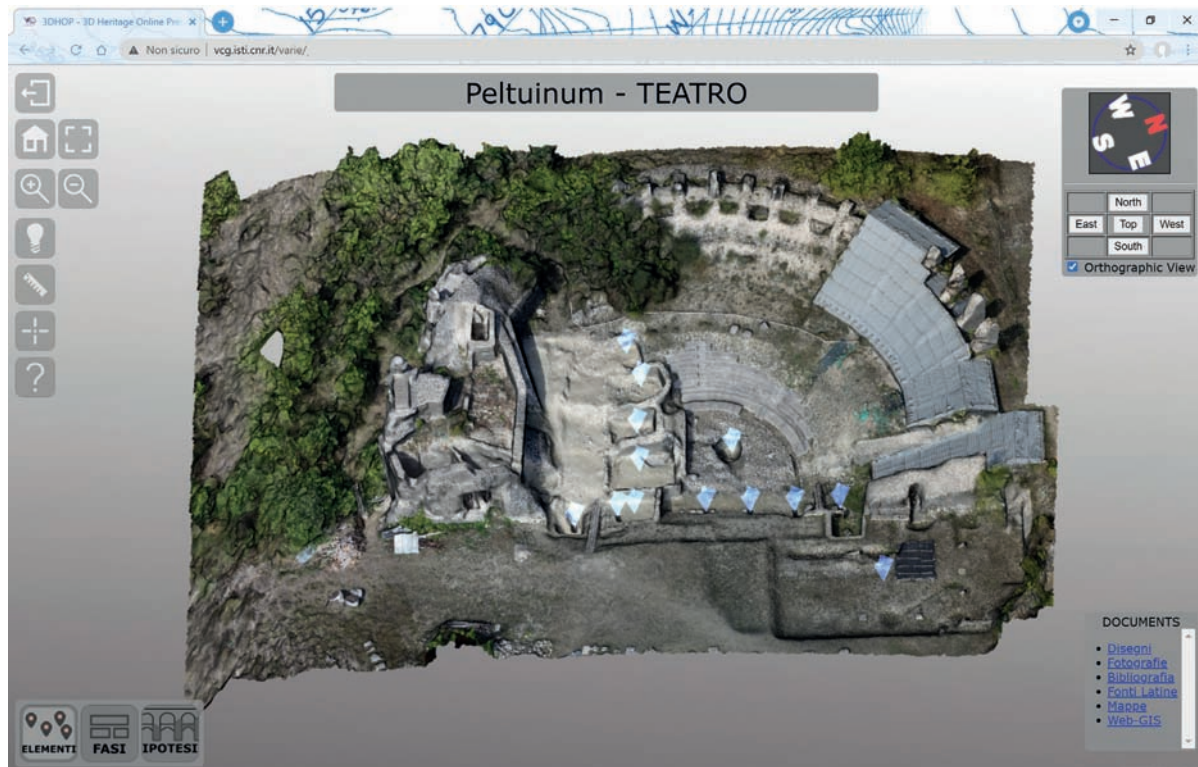 3DHOP - 3D Heritage Online Pre
Non sicuro | vcg.isti.cnr.it/varie/
Peltuinum - TEATRO
W
N
S
E
North
East Top West
South
Orthographic View
?
DOCUMENTS
Disegni
Fotografie
Bibliografia
Fonti Latine
Mappe
Web-GIS
ELEMENTI FASI IPOTESI